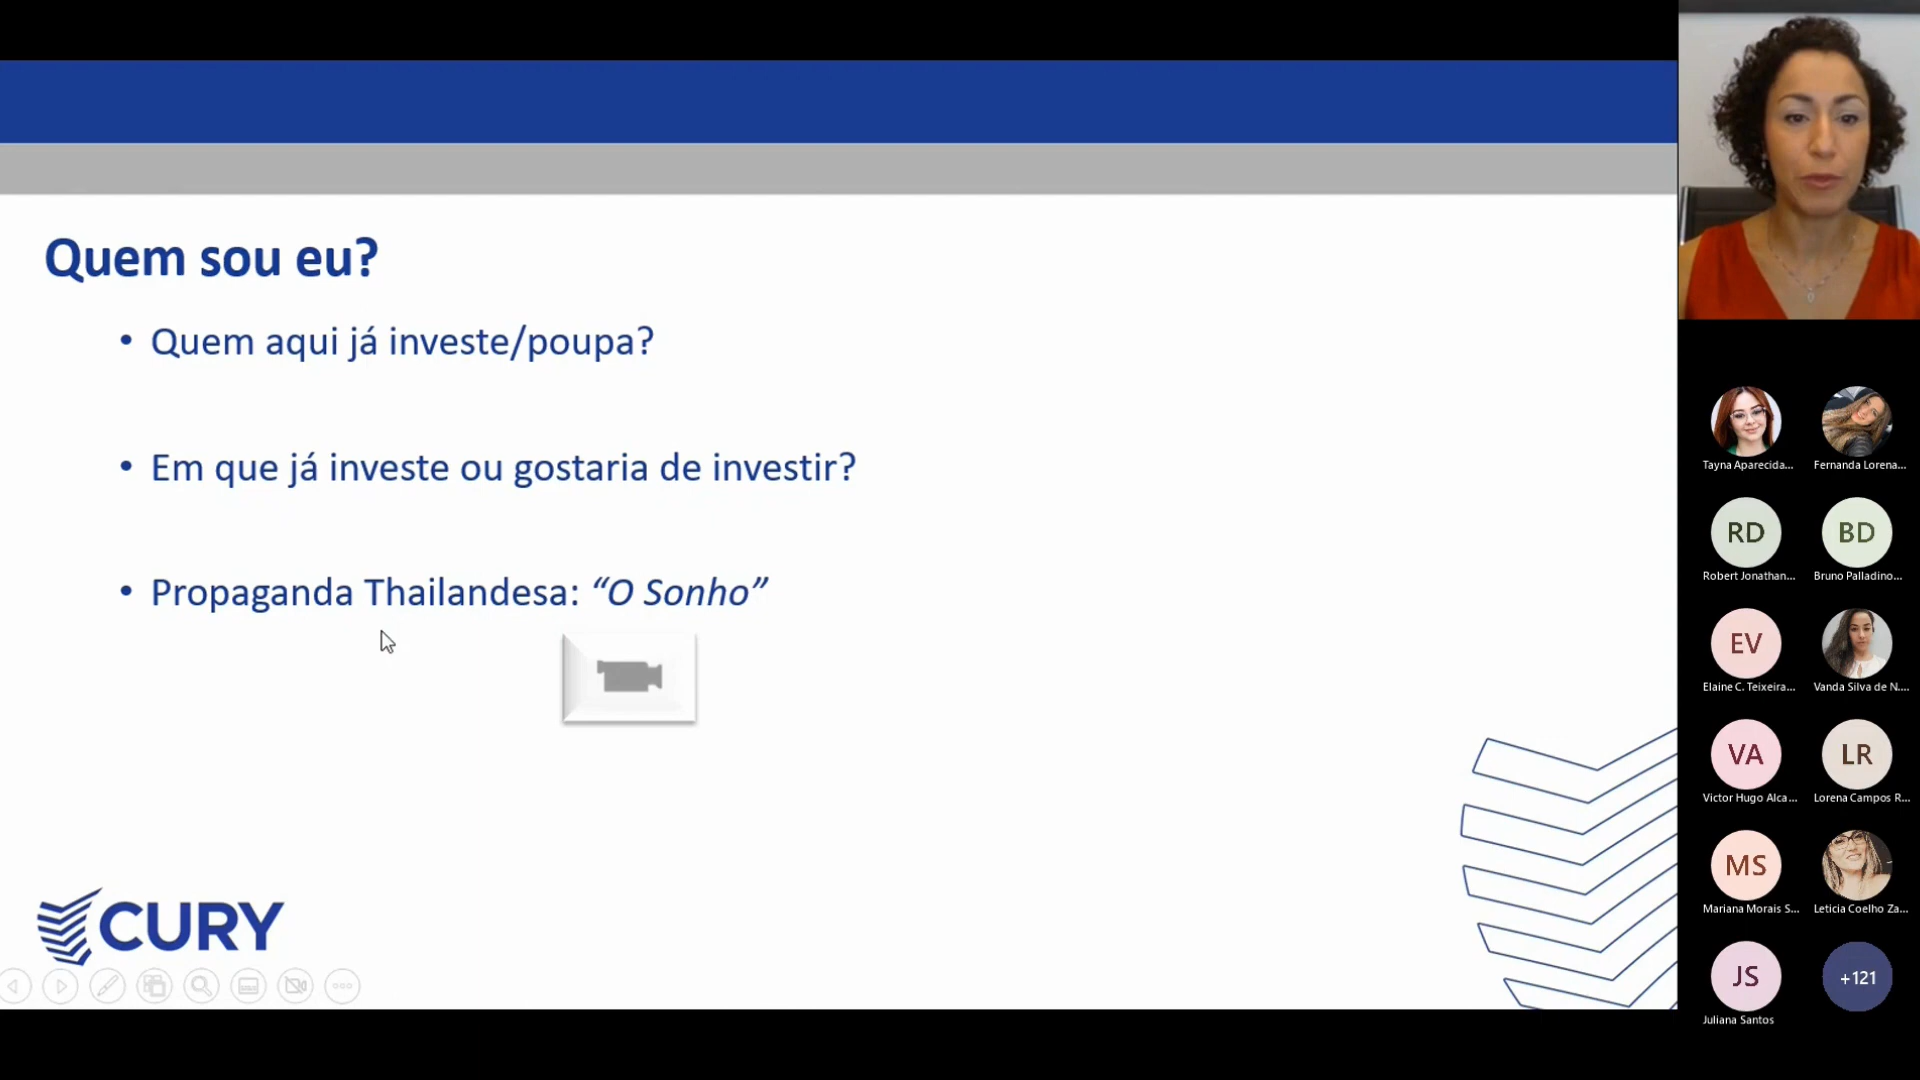 Quem sou eu?
• Quem aqui já investe/poupa?
• Em que já investe ou gostaria de investir?
• Propaganda Thailandesa: “O Sonho”
CURY
Tayna Aparecida...
Fernanda Lorena...
RD
BD
Robert Jonathan...
Bruno Palladino...
EV
Elaine C. Teixeira...
Vanda Silva de N....
VA
LR
Victor Hugo Alca...
Lorena Campos R...
MS
Mariana Morais S...
Leticia Coelho Za...
JS
+121
Juliana Santos